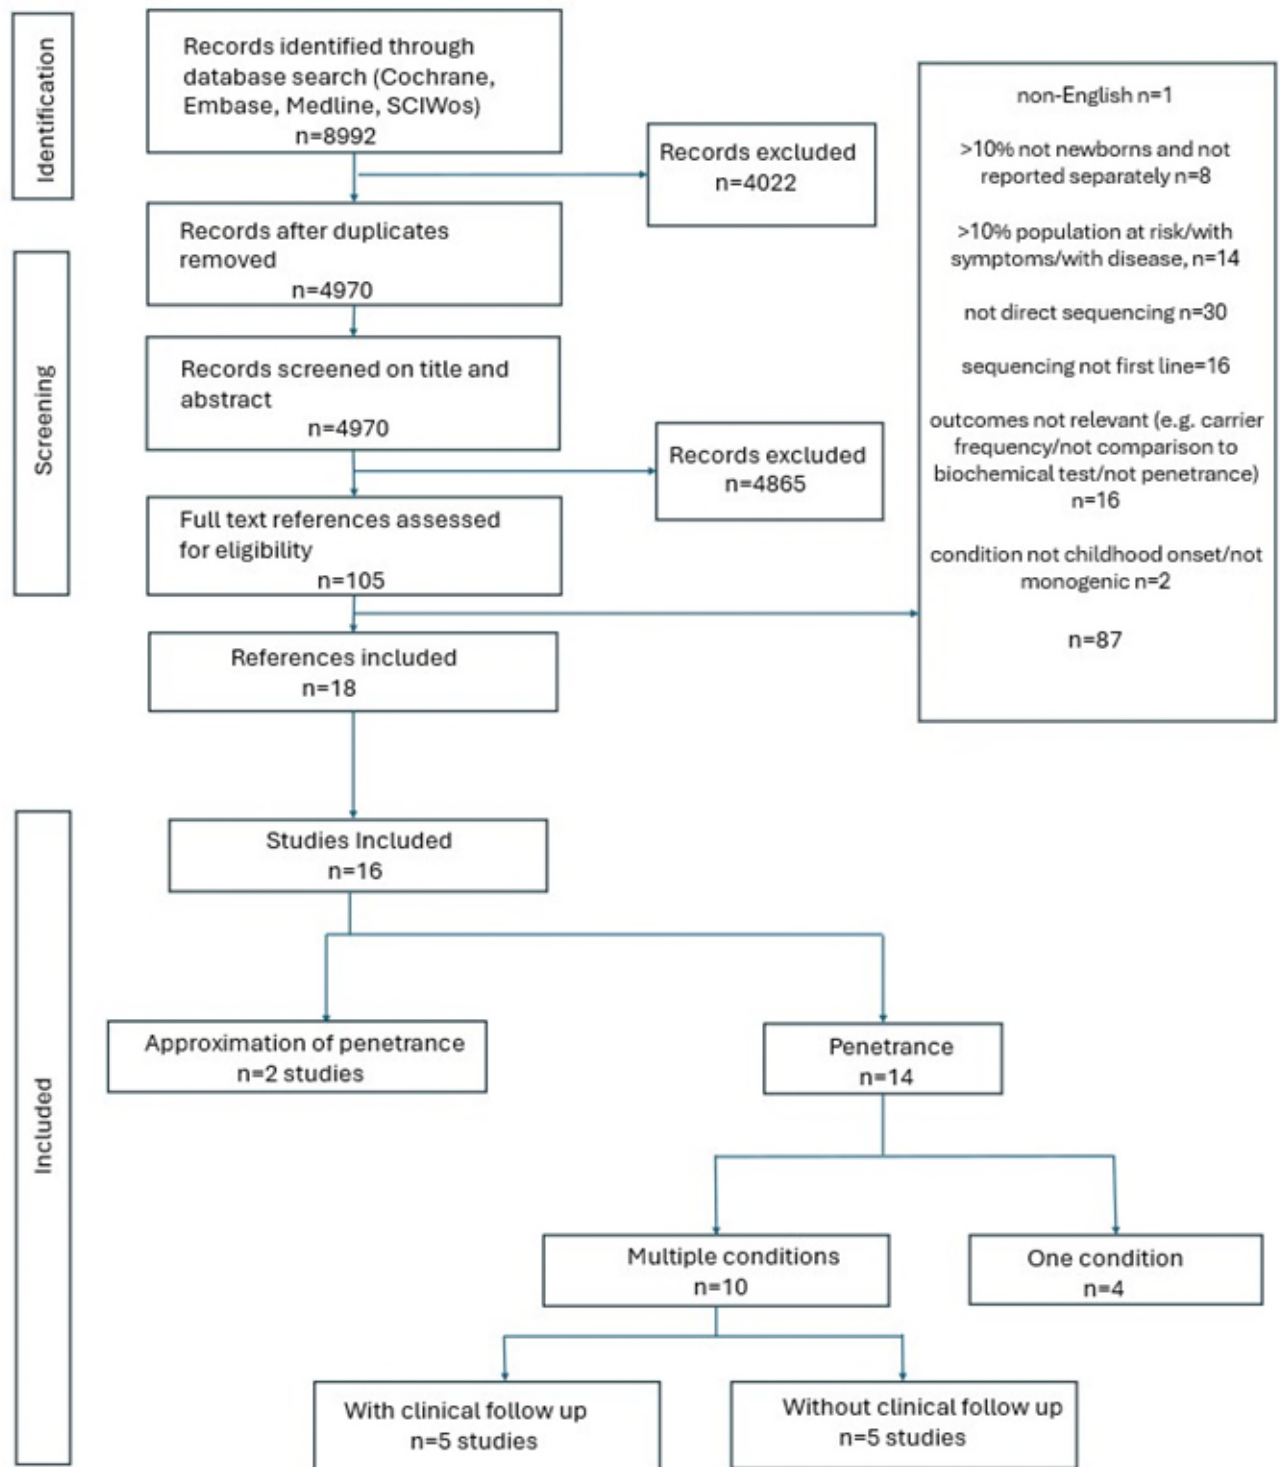 Identification
Records identified through
database search (Cochrane,
Embase, Medline, SCIWos)
n=8992
Records excluded
n=4022
Records after duplicates
removed
n=4970
Screening
Records screened on title and
abstract
n=4970
Records excluded
n=4865
Full text references assessed
for eligibility
n=105
non-English n=1
>10% not newborns and not
reported separately n=8
>10% population at risk/with
symptoms/with disease, n=14
not direct sequencing n=30
sequencing not first line=16
outcomes not relevant (e.g. carrier
frequency/not comparison to
biochemical test/not penetrance)
n=16
condition not childhood onset/not
monogenic n=2
n=87
References included
n=18
Included
Studies Included
n=16
Approximation of penetrance
n=2 studies
Penetrance
n=14
Multiple conditions
n=10
One condition
n=4
With clinical follow up
n=5 studies
Without clinical follow up
n=5 studies